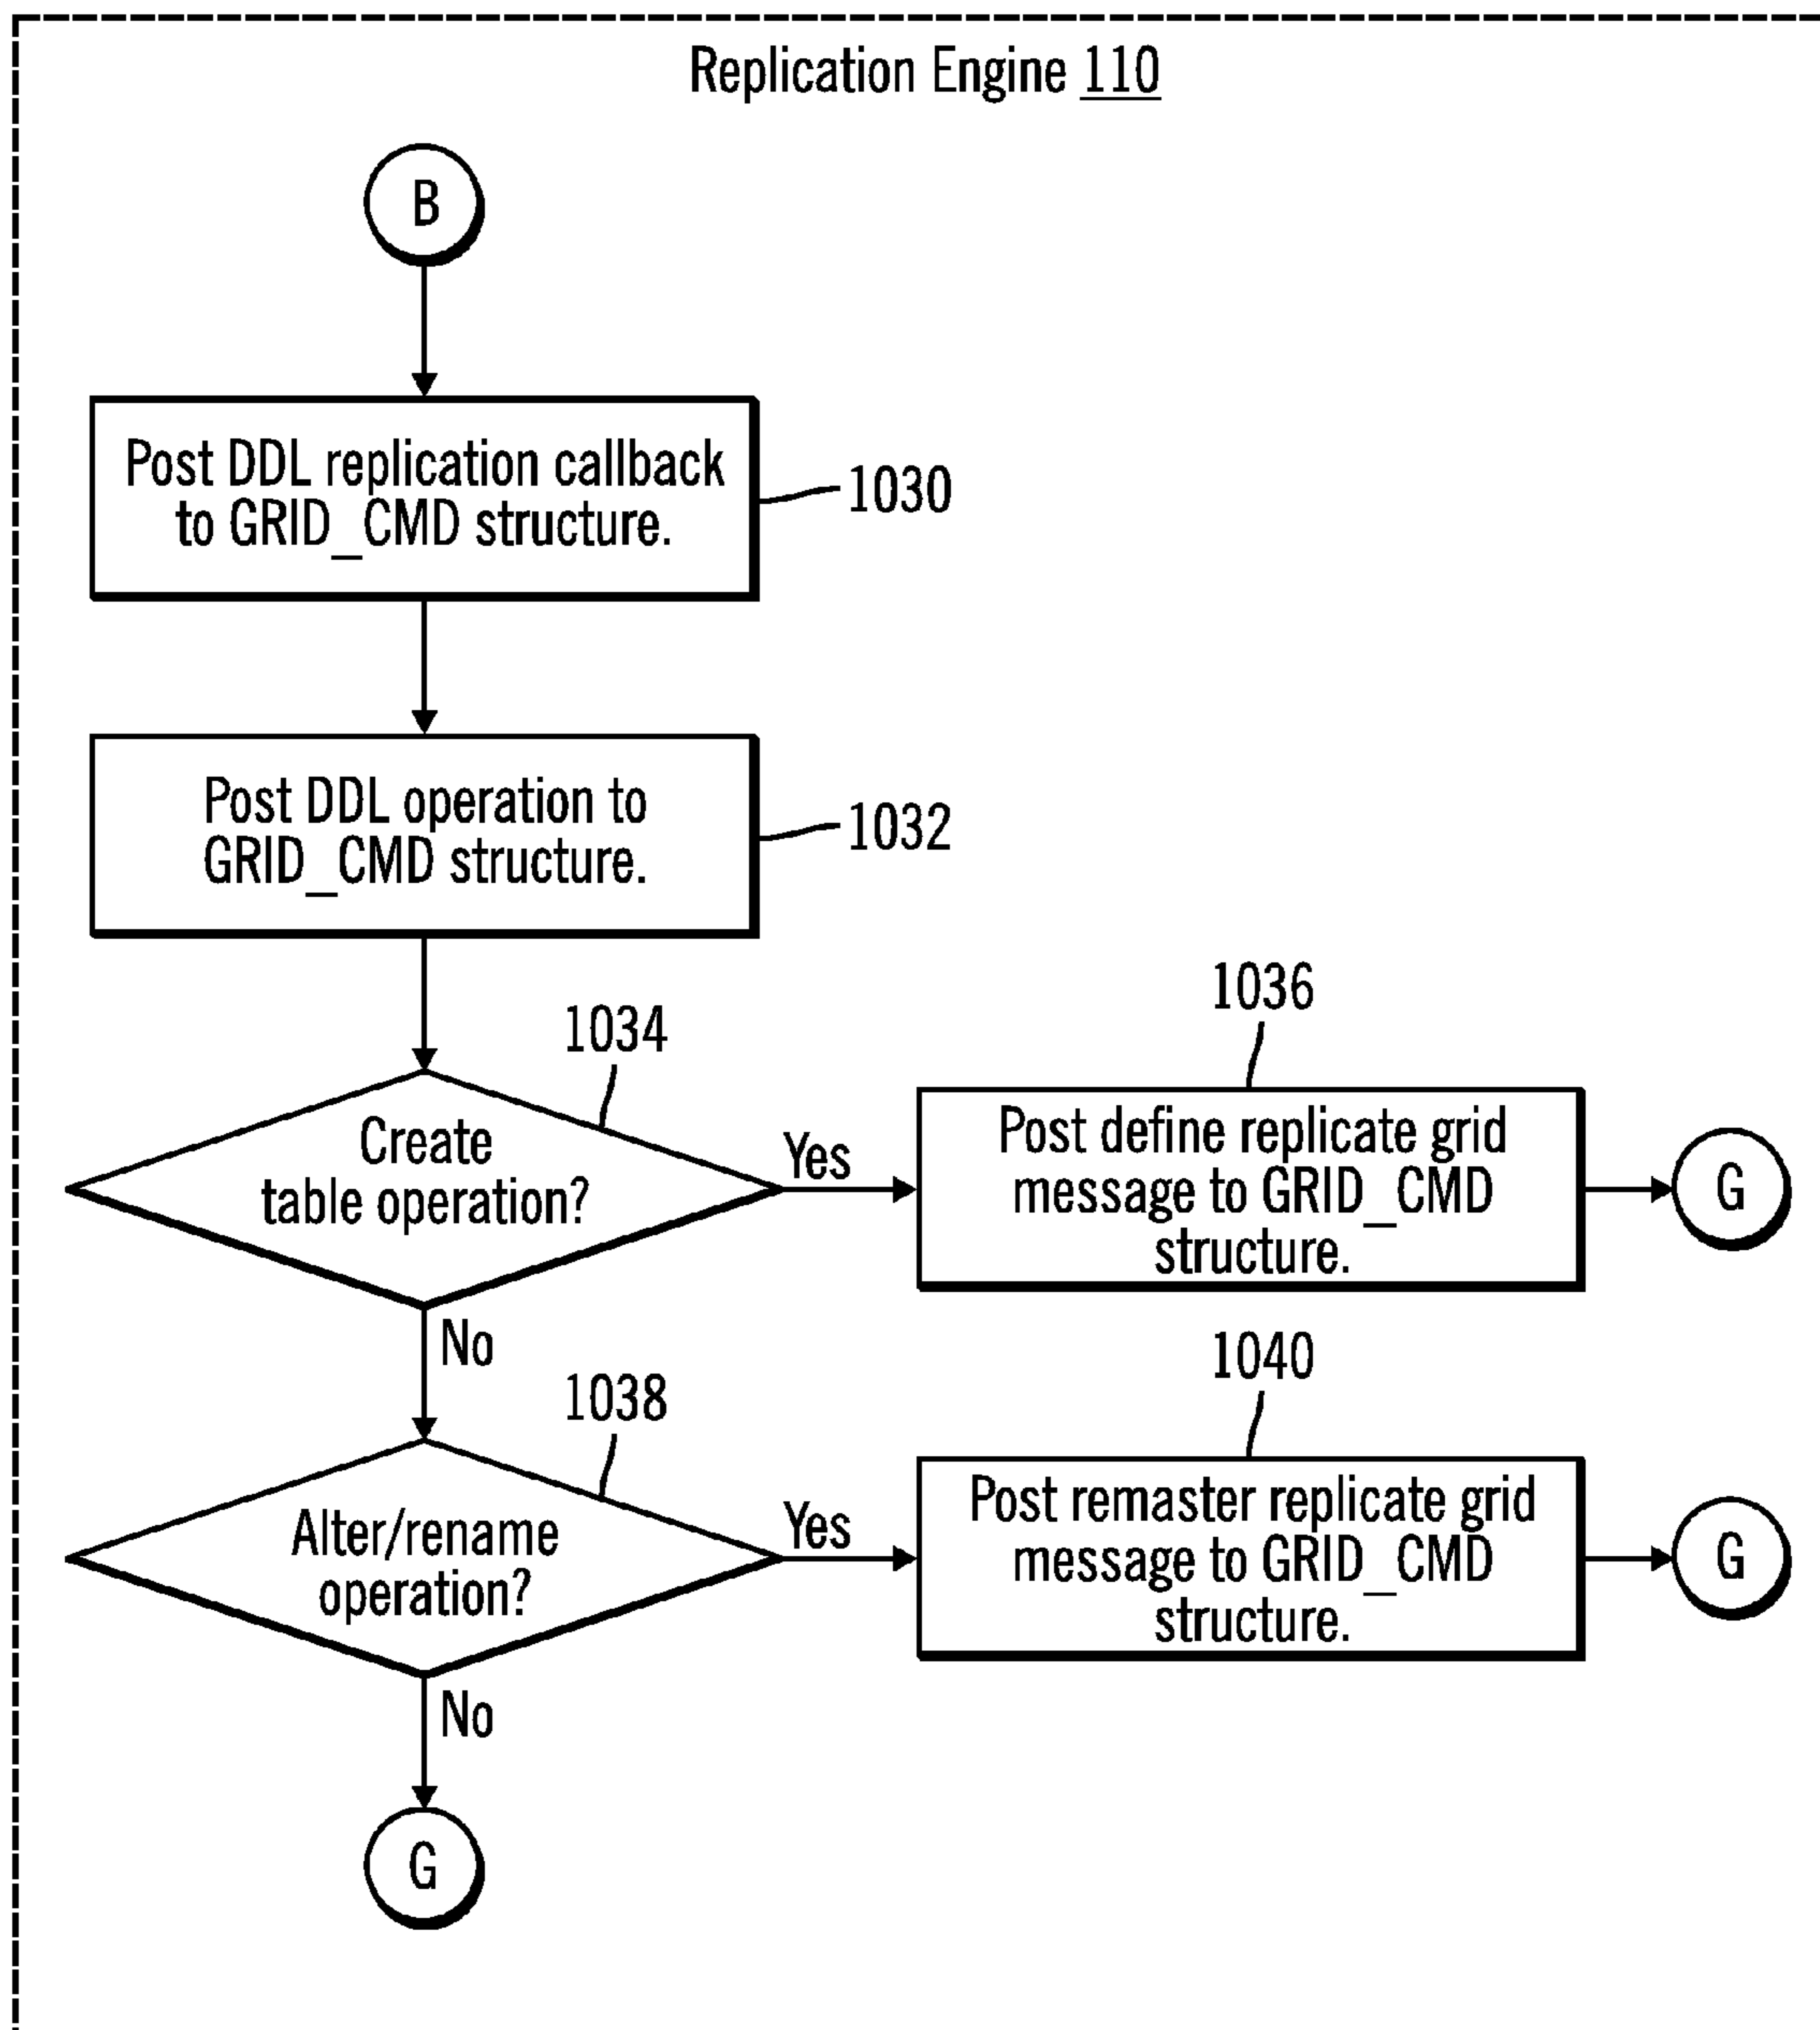 Replication Engine 110
B
Post DDL replication callback
to GRID_CMD structure.
1030
Post DDL operation to
GRID_CMD structure.
1032
1034
Create
table operation?
Yes
1036
Post define replicate grid
message to GRID_CMD
structure.
G
No
1038
Alter/rename
operation?
Yes
1040
Post remaster replicate grid
message to GRID_CMD
structure.
G
No
G